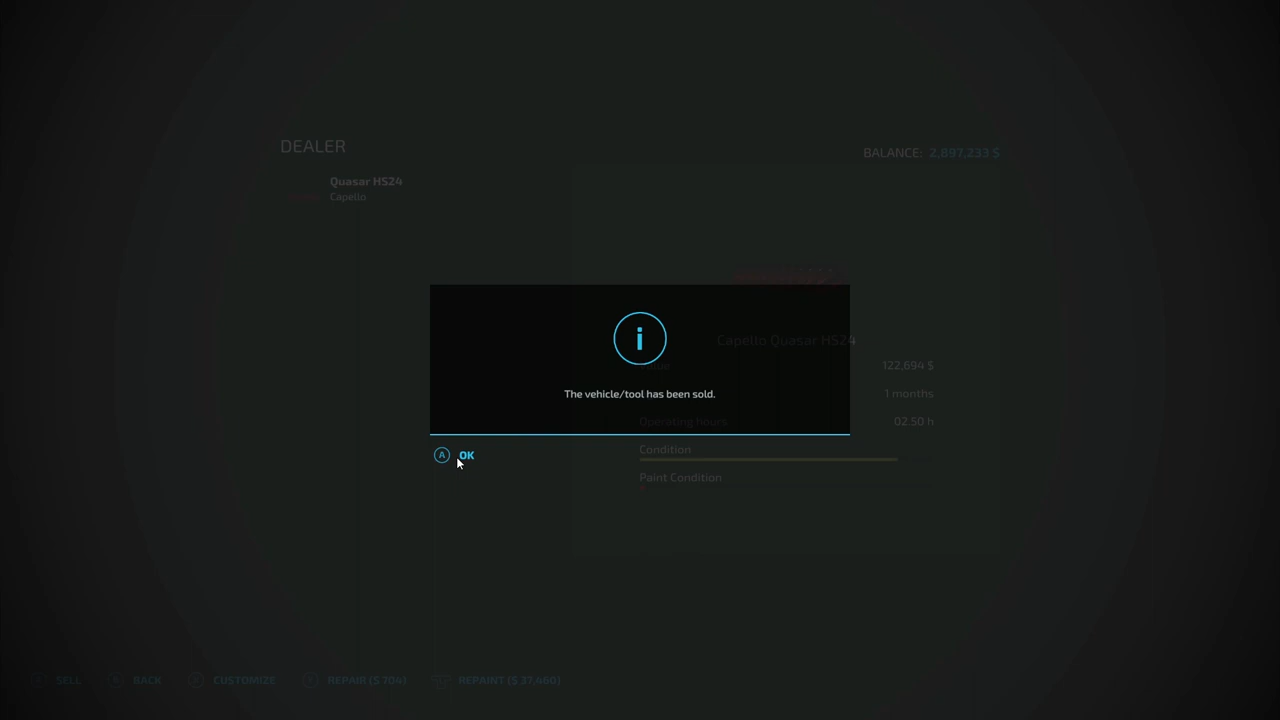 DEALER
BALANCE: 2,897,233 $
Quasar HS24
Capello
Capello Quasar HS24
Value 122,694 $
The vehicle/tool has been sold.
1 months
Operating hours 02.50 h
A OK
Condition
Paint Condition
SELL BACK CUSTOMIZE REPAIR ($ 704) REPAINT ($ 37,460)